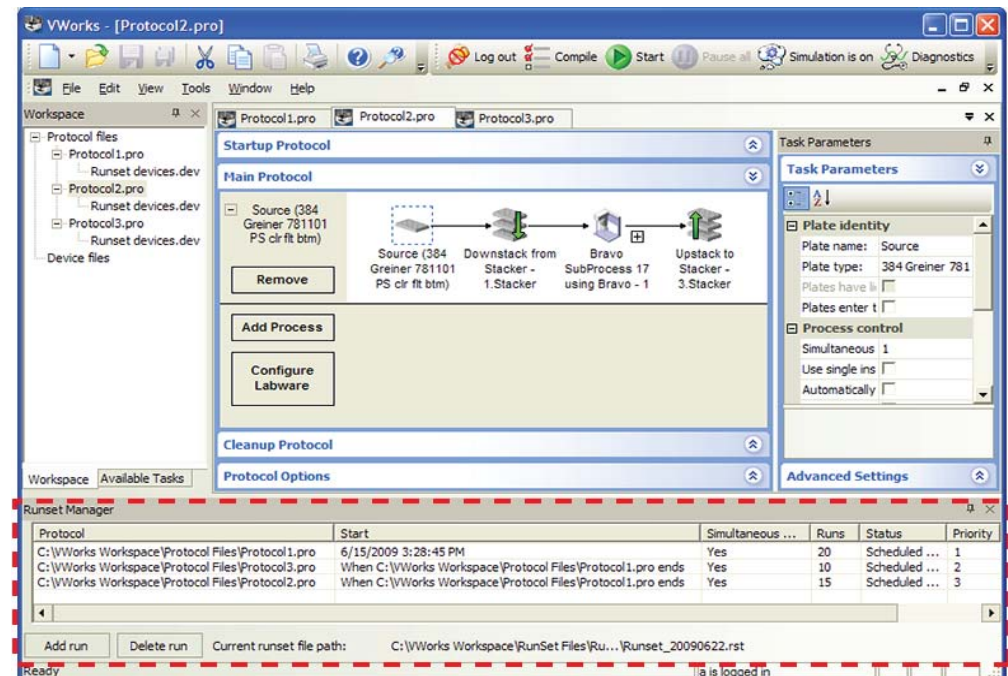 VWorks - [Protocol2.pro]
Log out Compile Start Pause all Simulation is on Diagnostics
File Edit View Tools Window Help
Workspace
Protocol files
Protocol1.pro
Runset devices.dev
Protocol2.pro
Runset devices.dev
Protocol3.pro
Runset devices.dev
Device files
Workspace Available Tasks
Protocol1.pro Protocol2.pro Protocol3.pro
Startup Protocol
Main Protocol
Source (384
Greiner 781101
PS clr flt btm)
Remove
Source (384
Greiner 781101
PS clr flt btm)
Downstack from
Stacker -
1.Stacker
Bravo
SubProcess 17
using Bravo - 1
Upstack to
Stacker -
3.Stacker
Add Process
Configure
Labware
Cleanup Protocol
Protocol Options
Task Parameters
Task Parameters
Plate identity
Plate name: Source
Plate type: 384 Greiner 781
Plates have li
Plates enter t
Process control
Simultaneous 1
Use single ins
Automatically
Advanced Settings
Runset Manager
Protocol Start Simultaneous ... Runs Status Priority
C:\VWorks Workspace\Protocol Files\Protocol1.pro 6/15/2009 3:28:45 PM Yes 20 Scheduled ... 1
C:\VWorks Workspace\Protocol Files\Protocol3.pro When C:\VWorks Workspace\Protocol Files\Protocol1.pro ends Yes 10 Scheduled ... 2
C:\VWorks Workspace\Protocol Files\Protocol2.pro When C:\VWorks Workspace\Protocol Files\Protocol1.pro ends Yes 15 Scheduled ... 3
Add run Delete run Current runset file path: C:\VWorks Workspace\RunSet Files\Ru...\Runset_20090622.rst
Ready a is logged in